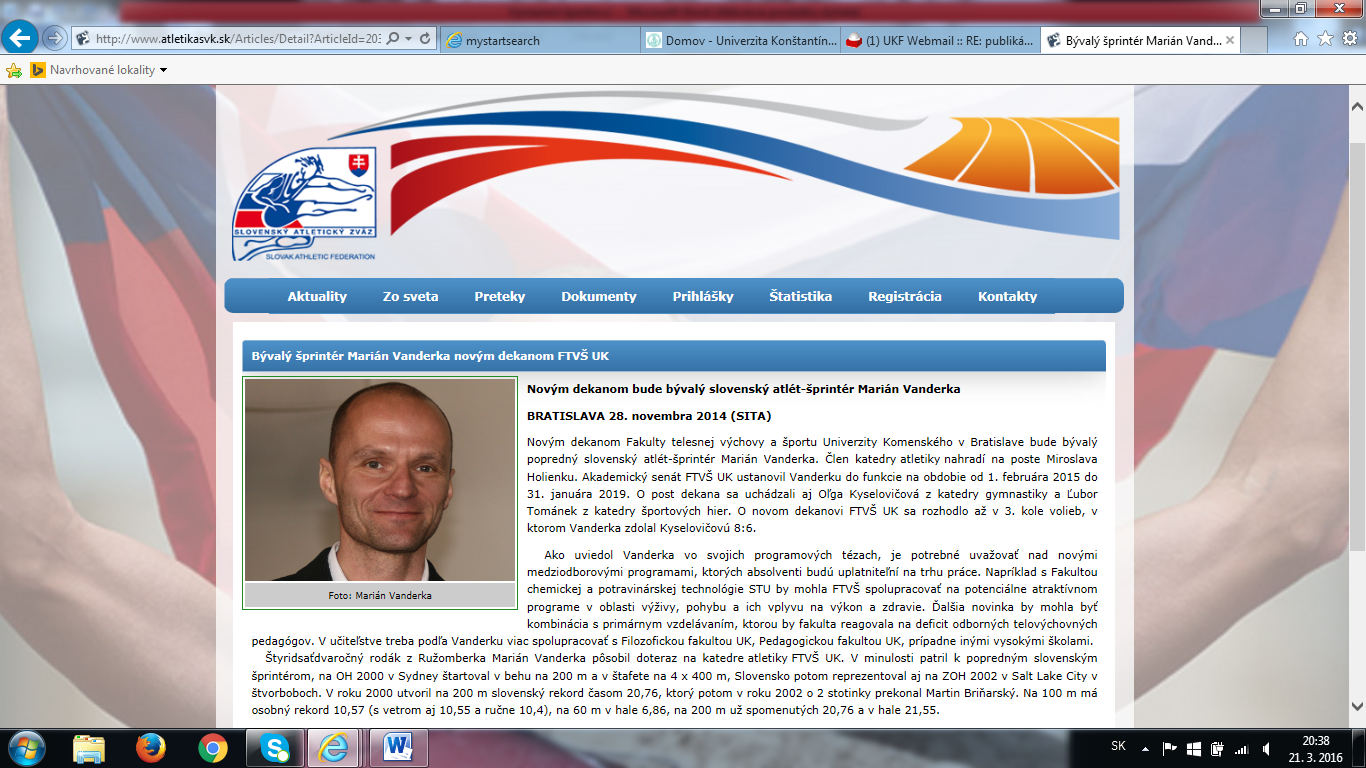 http://www.atletikasvk.sk/Articles/Detail?ArticleId=203
mystartsearch
Domov - Univerzita Konštantín...
(1) UKF Webmail :: RE: publiká...
Bývalý šprintér Marián Vand...
Navrhované lokality
SLOVENSKÝ ATLETICKÝ ZVÄZ
SLOVAK ATHLETIC FEDERATION
Aktuality Zo sveta Preteky Dokumenty Prihlášky Štatistika Registrácia Kontakty
Bývalý šprintér Marián Vanderka novým dekanom FTVŠ UK
Foto: Marián Vanderka
Novým dekanom bude bývalý slovenský atlét-šprintér Marián Vanderka
BRATISLAVA 28. novembra 2014 (SITA)
Novým dekanom Fakulty telesnej výchovy a športu Univerzity Komenského v Bratislave bude bývalý
popredný slovenský atlét-šprintér Marián Vanderka. Člen katedry atletiky nahradí na poste Miroslava
Holienku. Akademický senát FTVŠ UK ustanovil Vanderku do funkcie na obdobie od 1. februára 2015 do
31. januára 2019. O post dekana sa uchádzali aj Oľga Kyselovičová z katedry gymnastiky a Ľubor
Tománek z katedry športových hier. O novom dekanovi FTVŠ UK sa rozhodlo až v 3. kole volieb, v
ktorom Vanderka zdolal Kyselovičovú 8:6.
Ako uviedol Vanderka vo svojich programových tézach, je potrebné uvažovať nad novými
medziodborovými programami, ktorých absolventi budú uplatniteľní na trhu práce. Napríklad s Fakultou
chemickej a potravinárskej technológie STU by mohla FTVŠ spolupracovať na potenciálne atraktívnom
programe v oblasti výživy, pohybu a ich vplyvu na výkon a zdravie. Ďalšia novinka by mohla byť
kombinácia s primárnym vzdelávaním, ktorou by fakulta reagovala na deficit odborných telovýchovných
pedagógov. V učiteľstve treba podľa Vanderku viac spolupracovať s Filozofickou fakultou UK, Pedagogickou fakultou UK, prípadne inými vysokými školami.
Štyridsaťdvaročný rodák z Ružomberka Marián Vanderka pôsobil doteraz na katedre atletiky FTVŠ UK. V minulosti patril k popredným slovenským
šprintérom, na OH 2000 v Sydney štartoval v behu na 200 m a v štafete na 4 x 400 m, Slovensko potom reprezentoval aj na ZOH 2002 v Salt Lake City v
štvorboboch. V roku 2000 utvoril na 200 m slovenský rekord časom 20,76, ktorý potom v roku 2002 o 2 stotinky prekonal Martin Briňarský. Na 100 m má
osobný rekord 10,57 (s vetrom aj 10,55 a ručne 10,4), na 60 m v hale 6,86, na 200 m už spomenutých 20,76 a v hale 21,55.
SK
20:38
21. 3. 2016